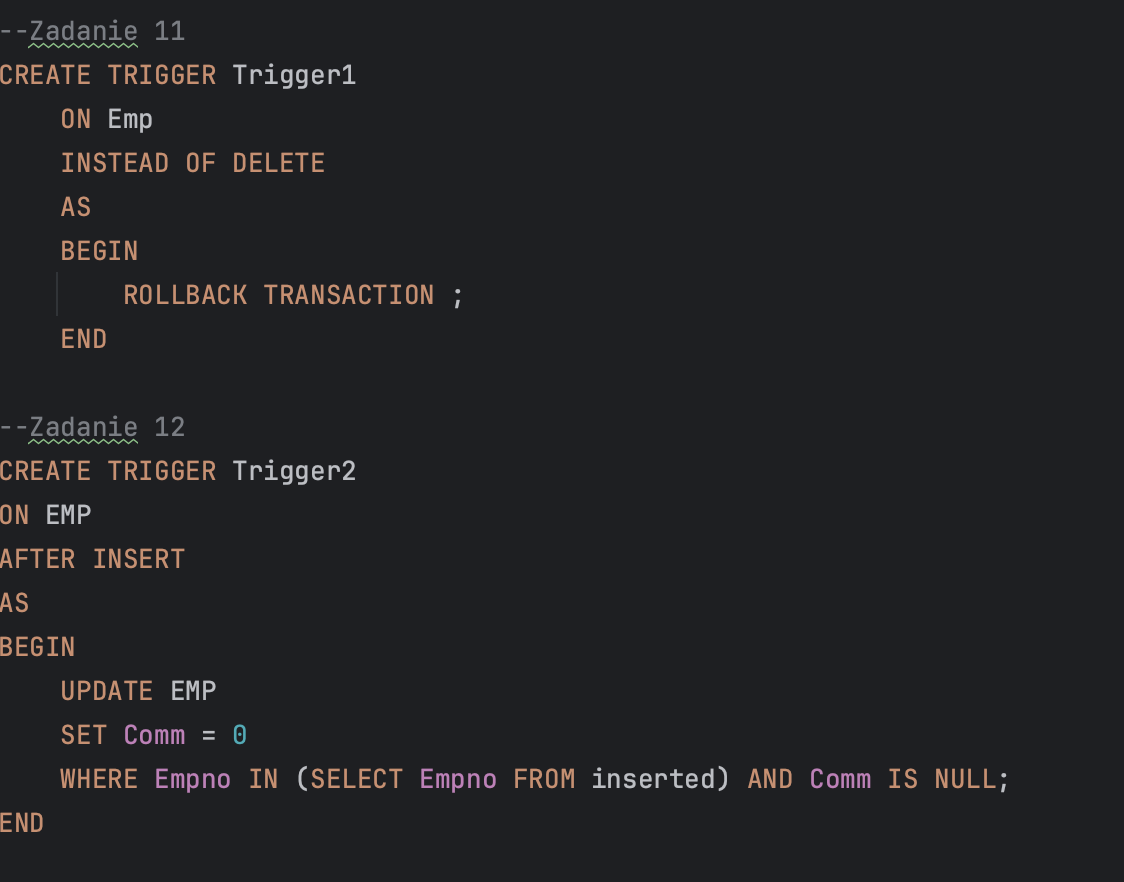 --Zadanie 11
CREATE TRIGGER Trigger1
    ON Emp
    INSTEAD OF DELETE
    AS
    BEGIN
        ROLLBACK TRANSACTION ;
    END

--Zadanie 12
CREATE TRIGGER Trigger2
ON EMP
AFTER INSERT
AS
BEGIN
    UPDATE EMP
    SET Comm = 0
    WHERE Empno IN (SELECT Empno FROM inserted) AND Comm IS NULL;
END